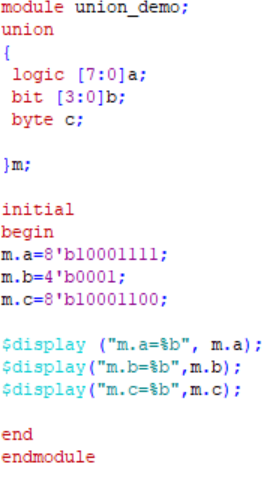 module union_demo;
union
{
logic [7:0]a;
bit [3:0]b;
byte c;
}m;
initial
begin
m.a=8'b10001111;
m.b=4'b0001;
m.c=8'b10001100;
$display ("m.a=%b", m.a);
$display("m.b=%b",m.b);
$display("m.c=%b",m.c);
end
endmodule